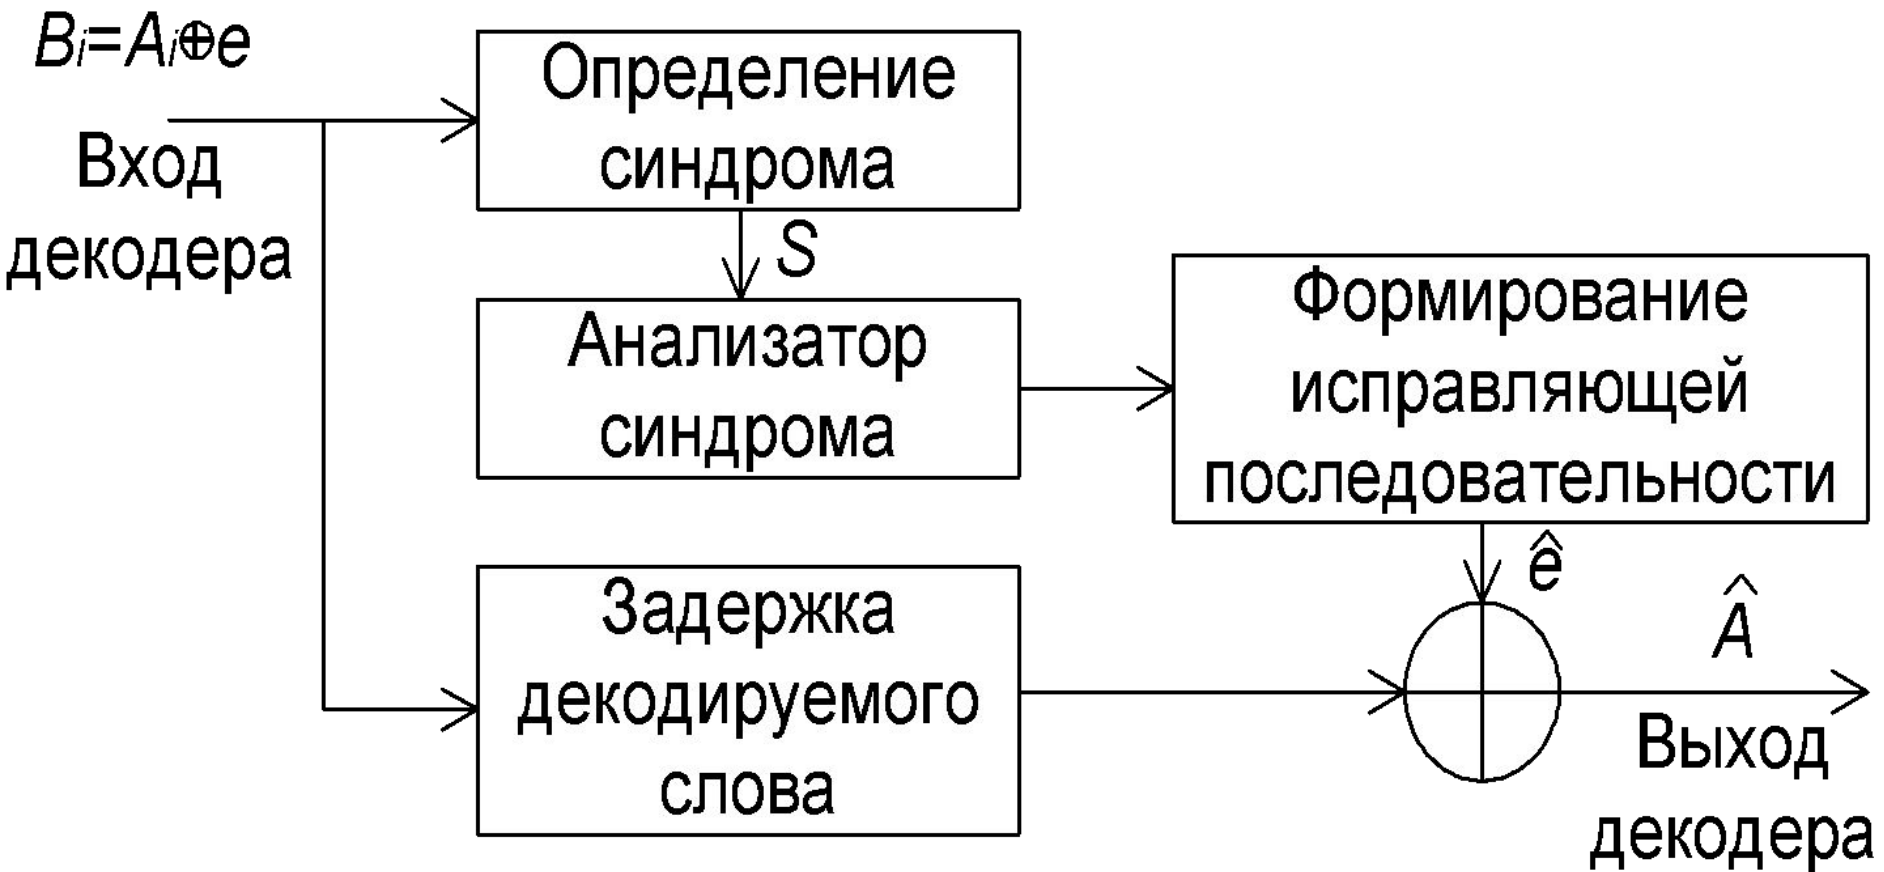 Bi=Ai⊕e
Вход
декодера
Определение
синдрома
S
Анализатор
синдрома
Формирование
исправляющей
последовательности
ê
Задержка
декодируемого
слова
Â
Выход
декодера